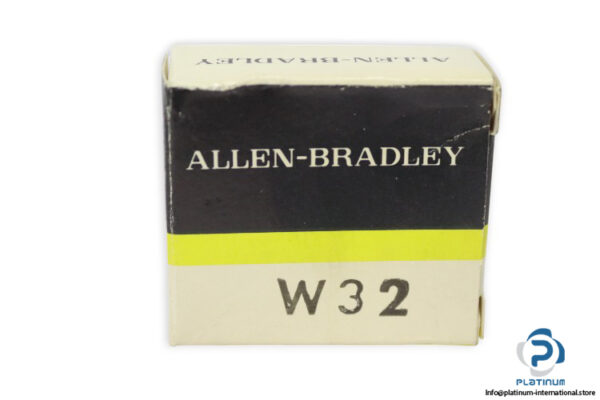 ALLEN-BRADLEY
ALLEN-BRADLEY
W32
PLATINUM
Info@platinum-international.store